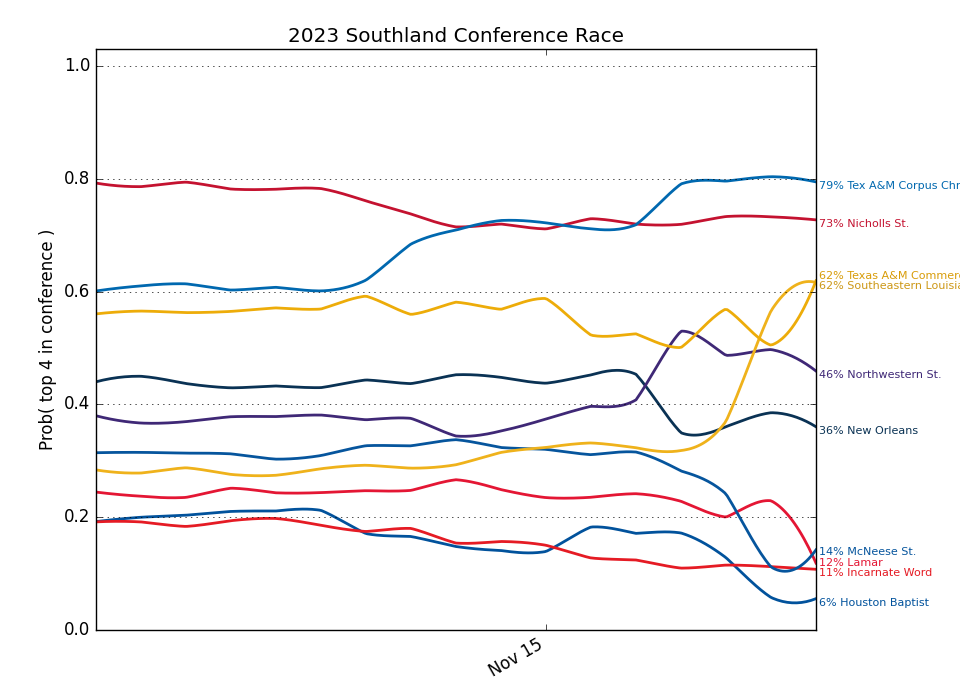 2023 Southland Conference Race
Prob( top 4 in conference )
1.0
0.8
0.6
0.4
0.2
0.0
Nov 15
79% Tex A&M Corpus Chr
73% Nicholls St.
62% Texas A&M Commerc
62% Southeastern Louisia
46% Northwestern St.
36% New Orleans
14% McNeese St.
12% Lamar
11% Incarnate Word
6% Houston Baptist